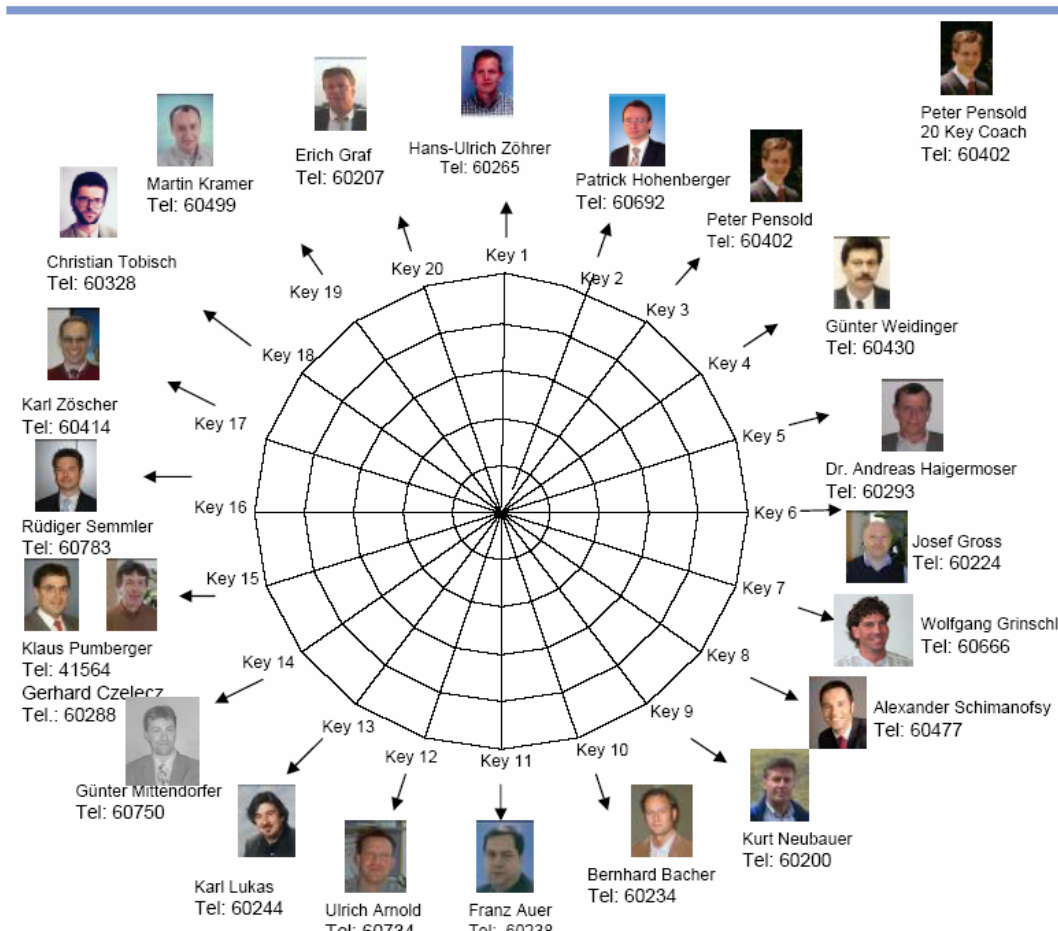 Peter Pensold
20 Key Coach
Tel: 60402
Hans-Ulrich Zöhrer
Tel: 60265
Erich Graf
Tel: 60207
Patrick Hohenberger
Tel: 60692
Martin Kramer
Tel: 60499
Peter Pensold
Tel: 60402
Christian Tobisch
Tel: 60328
Günter Weidinger
Tel: 60430
Karl Zöscher
Tel: 60414
Dr. Andreas Haigermoser
Tel: 60293
Rüdiger Semmler
Tel: 60783
Josef Gross
Tel: 60224
Klaus Pumberger
Tel: 41564
Gerhard Czelecz
Tel.: 60288
Wolfgang Grinschl
Tel: 60666
Alexander Schimanofsy
Tel: 60477
Günter Mittendorfer
Tel: 60750
Kurt Neubauer
Tel: 60200
Karl Lukas
Tel: 60244
Ulrich Arnold
Tel: 60734
Franz Auer
Tel: 60238
Bernhard Bacher
Tel: 60234
Key 1
Key 2
Key 3
Key 4
Key 5
Key 6
Key 7
Key 8
Key 9
Key 10
Key 11
Key 12
Key 13
Key 14
Key 15
Key 16
Key 17
Key 18
Key 19
Key 20